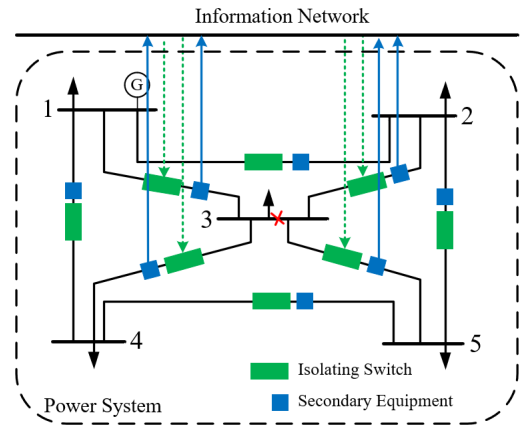 Information Network
G
1
2
3
4
5
Isolating Switch
Secondary Equipment
Power System